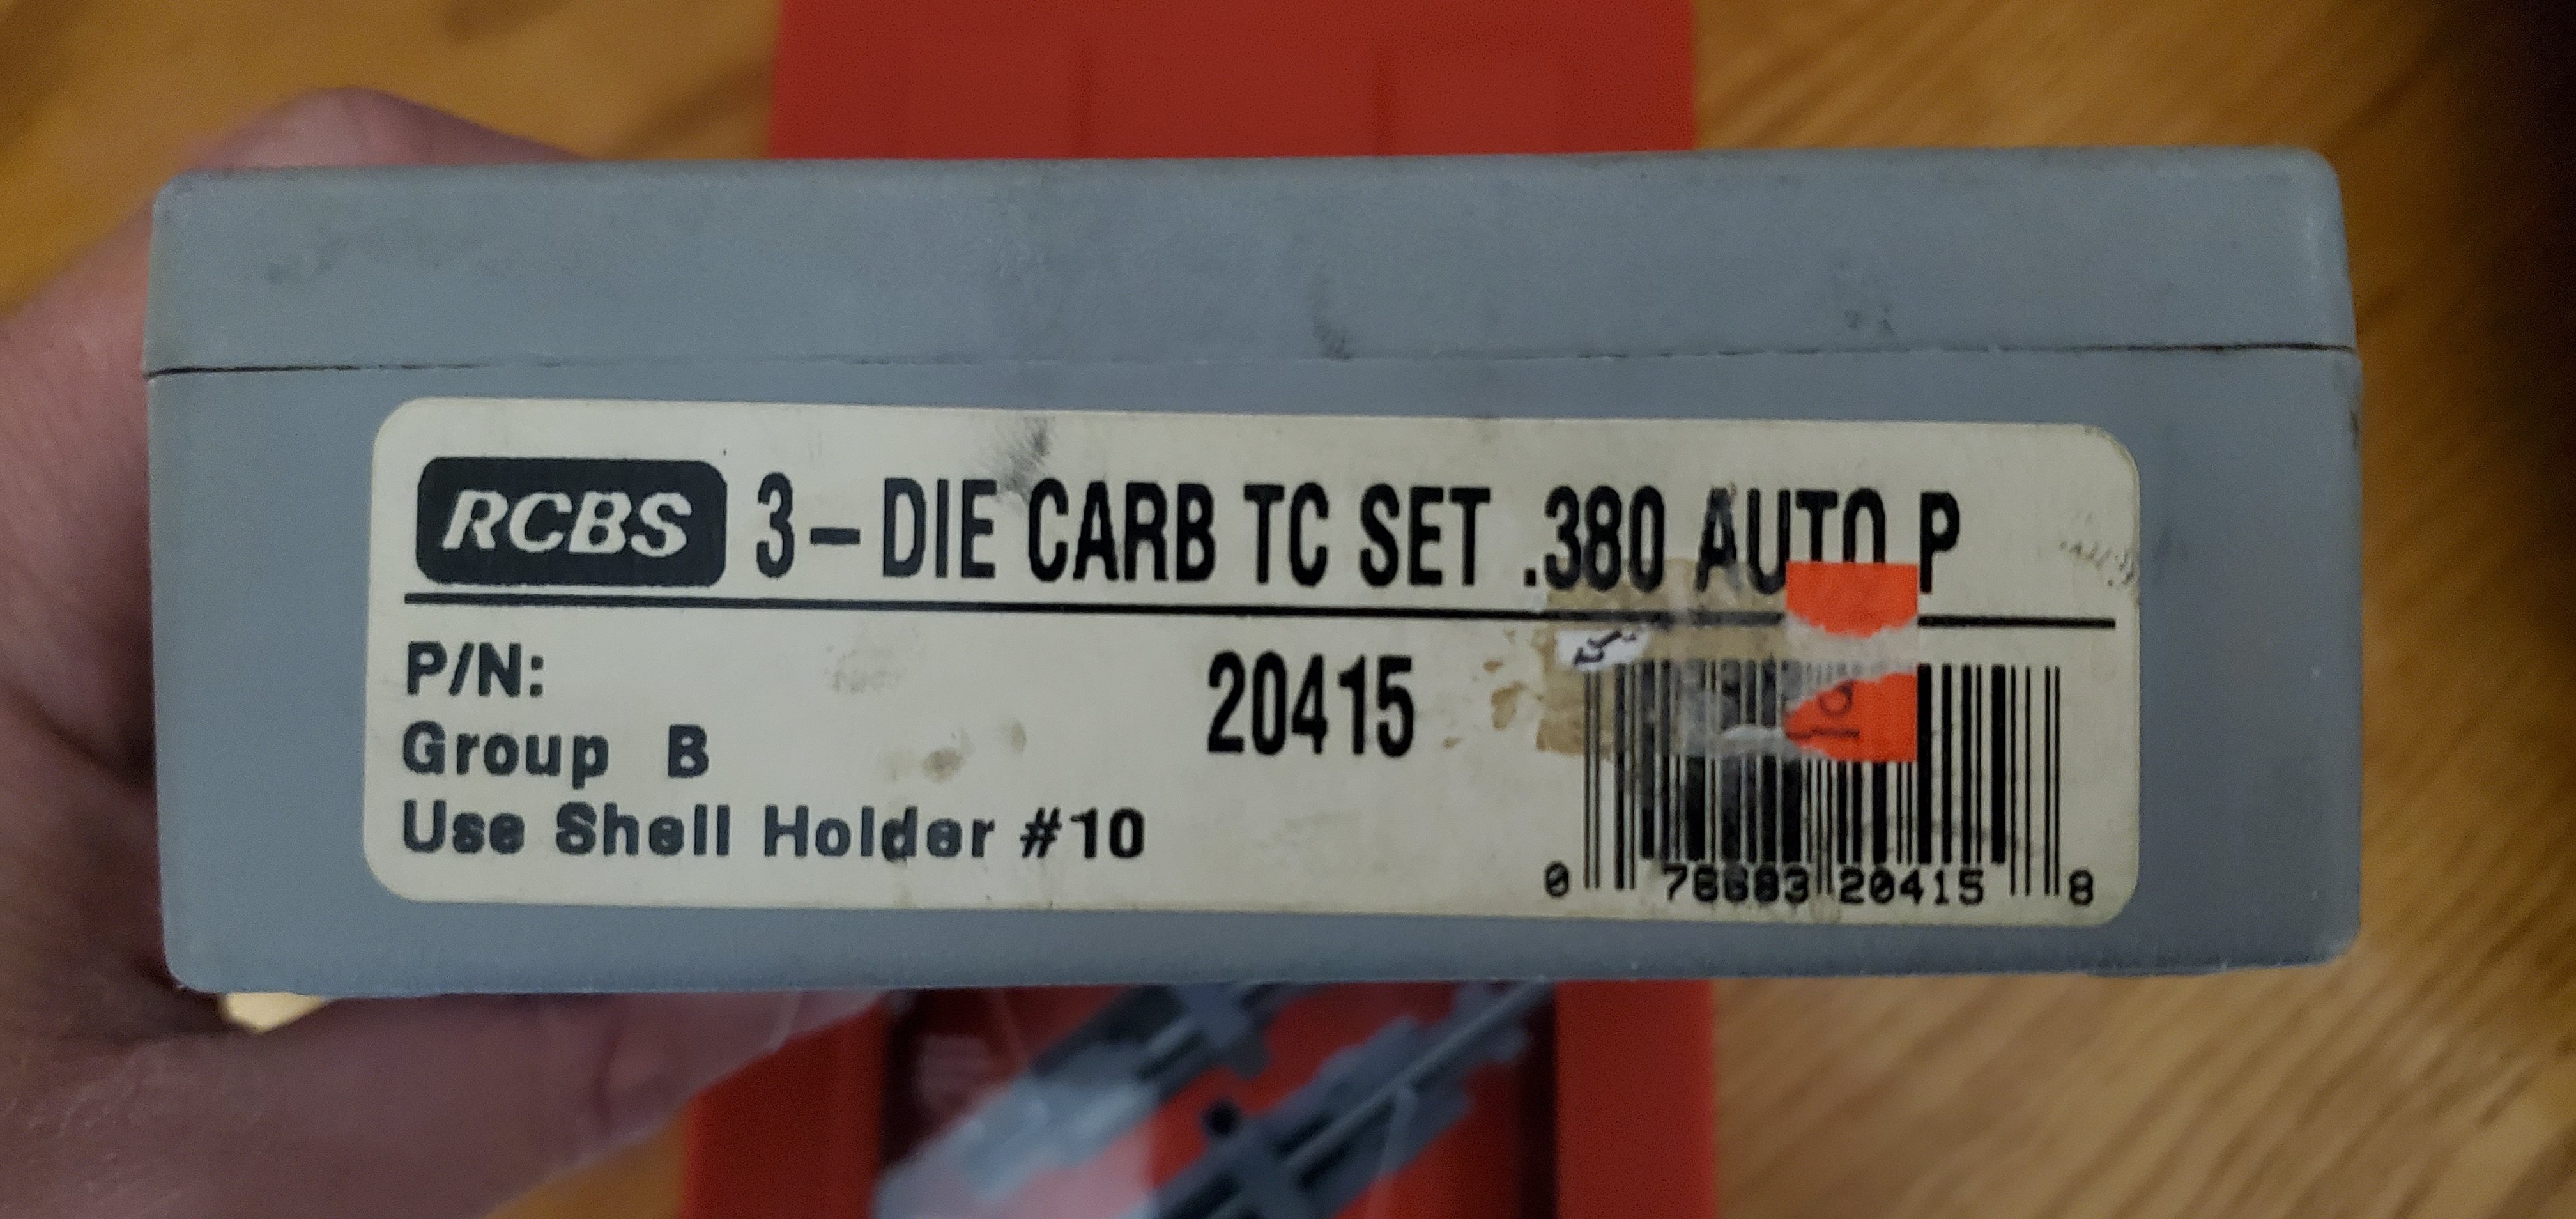 RCBS 3-DIE CARB TC SET .380 AUTO P
P/N: 20415
Group B
Use Shell Holder #10
0 76683 20415 8